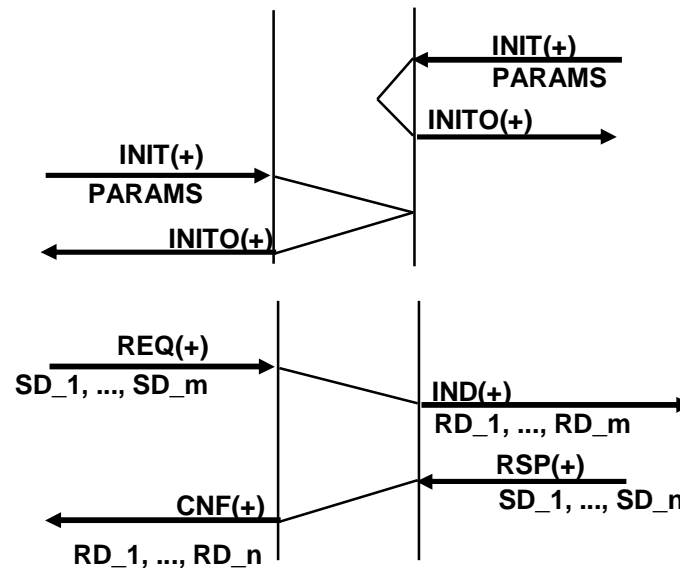 INIT(+)
PARAMS
INITO(+)
INIT(+)
PARAMS
INITO(+)
REQ(+)
SD_1, ..., SD_m
IND(+)
RD_1, ..., RD_m
RSP(+)
SD_1, ..., SD_n
CNF(+)
RD_1, ..., RD_n